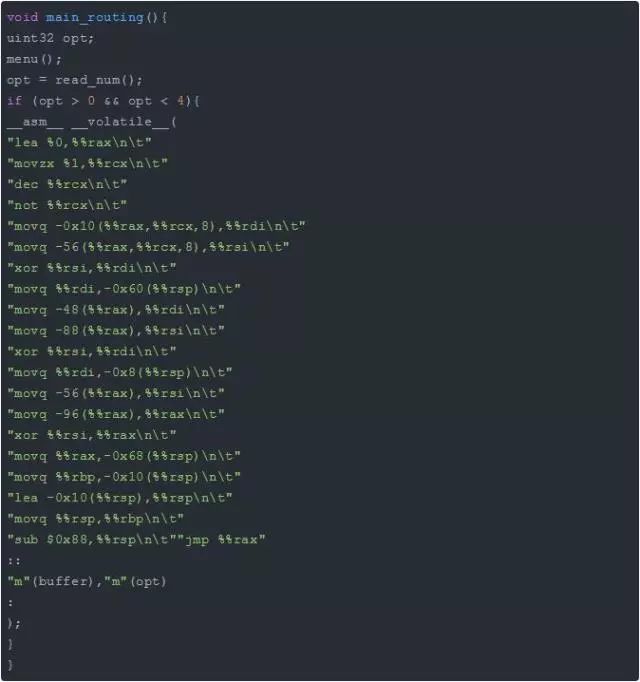 void main_routing(){
uint32 opt;
menu();
opt = read_num();
if (opt > 0 && opt < 4){
__asm__ __volatile__(
"lea %0,%%rax\n\t"
"movzx %1,%%rcx\n\t"
"dec %%rcx\n\t"
"not %%rcx\n\t"
"movq -0x10(%%rax,%%rcx,8),%%rdi\n\t"
"movq -56(%%rax,%%rcx,8),%%rsi\n\t"
"xor %%rsi,%%rdi\n\t"
"movq %%rdi,-0x60(%%rsp)\n\t"
"movq -48(%%rax),%%rdi\n\t"
"movq -88(%%rax),%%rsi\n\t"
"xor %%rsi,%%rdi\n\t"
"movq %%rdi,-0x8(%%rsp)\n\t"
"movq -56(%%rax),%%rsi\n\t"
"movq -96(%%rax),%%rax\n\t"
"xor %%rsi,%%rax\n\t"
"movq %%rax,-0x68(%%rsp)\n\t"
"movq %%rbp,-0x10(%%rsp)\n\t"
"lea -0x10(%%rsp),%%rsp\n\t"
"movq %%rsp,%%rbp\n\t"
"sub $0x88,%%rsp\n\t""jmp %%rax"
::
"m"(buffer),"m"(opt)
:
);
}
}